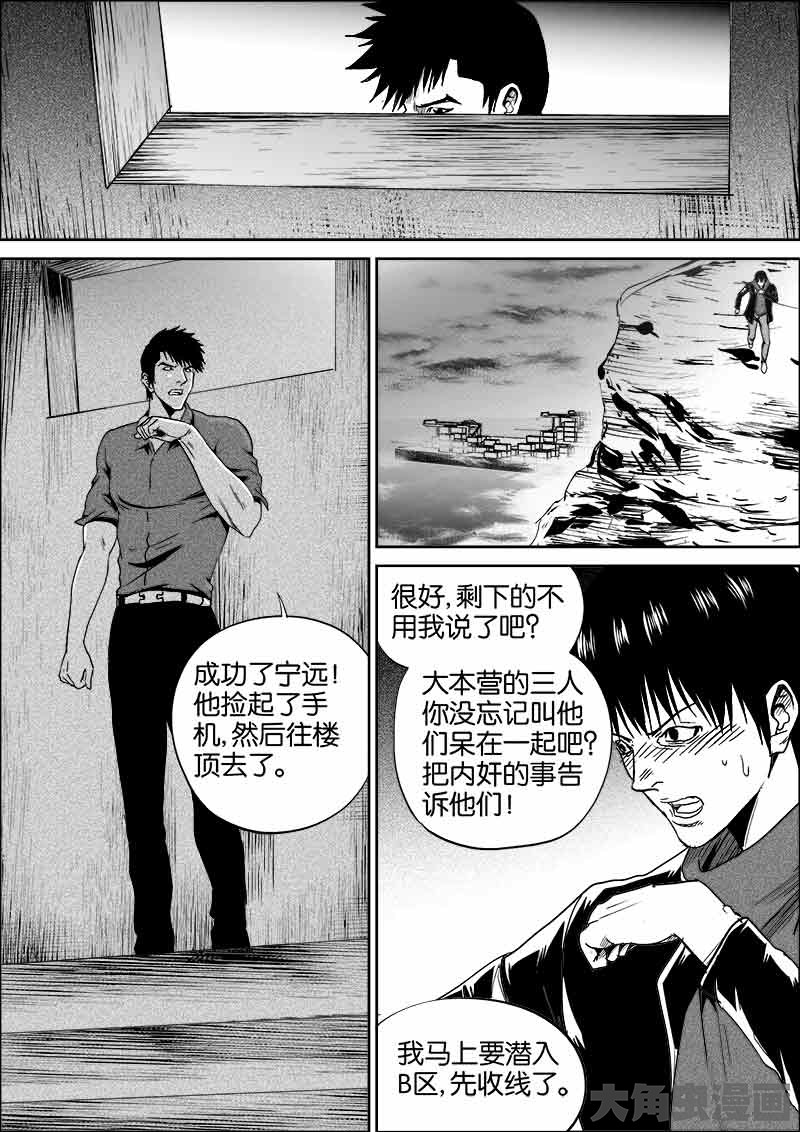 成功了宁远！
他捡起了手
机，然后往楼
顶去了。
很好，剩下的不
用我说了吧？
大本营的三人
你没忘记叫他
们呆在一起吧？
把内奸的事告
诉他们！
我马上要潜入
B区，先收线了。
大角虫漫画